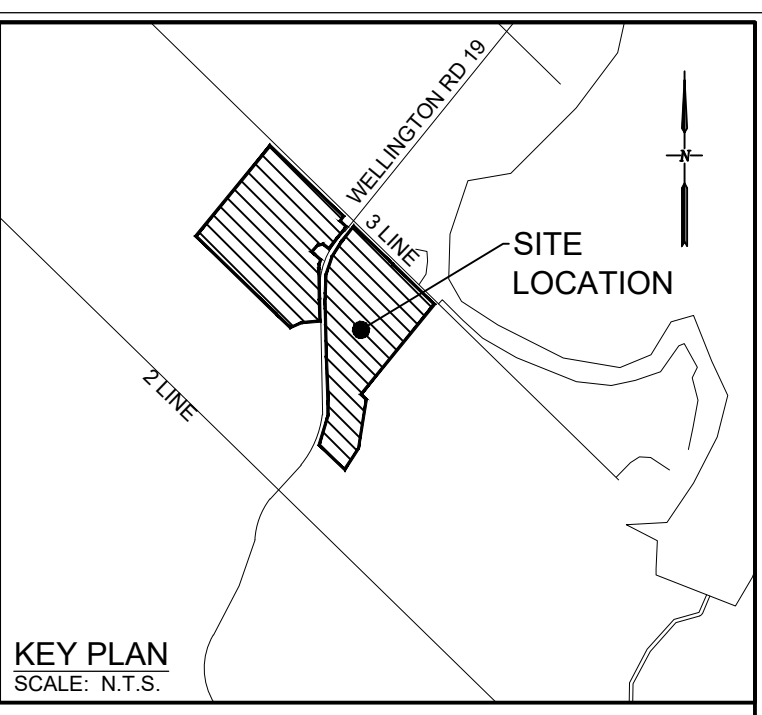 WELLINGTON RD 19
N
3 LINE
SITE
LOCATION
2 LINE
KEY PLAN
SCALE: N.T.S.